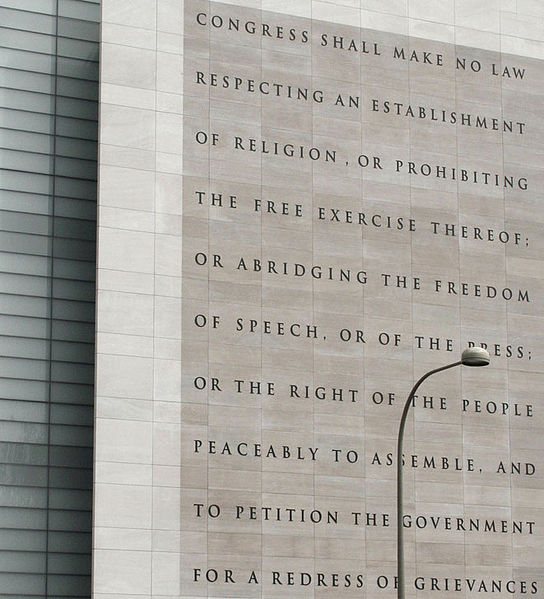 CONGRESS SHALL MAKE NO LAW
RESPECTING AN ESTABLISHMENT
OF RELIGION, OR PROHIBITING
THE FREE EXERCISE THEREOF;
OR ABRIDGING THE FREEDOM
OF SPEECH, OR OF THE PRESS;
OR THE RIGHT OF THE PEOPLE
PEACEABLY TO ASSEMBLE, AND
TO PETITION THE GOVERNMENT
FOR A REDRESS OF GRIEVANCES